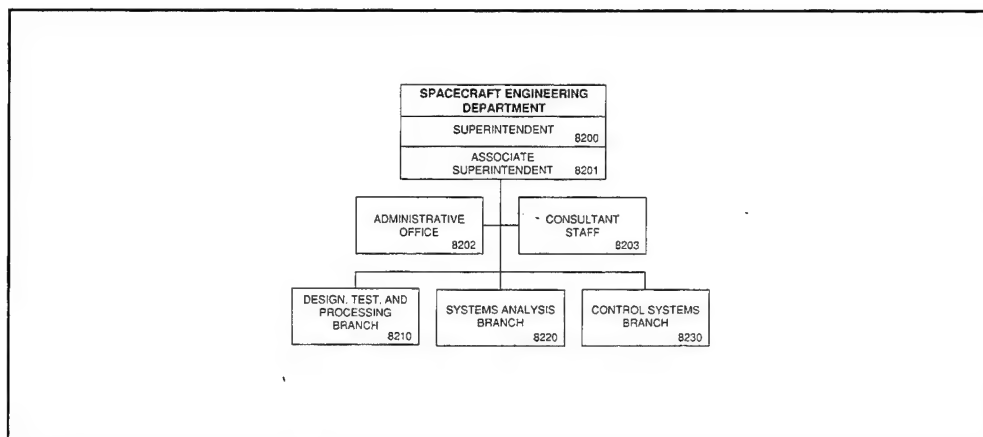 SPACECRAFT ENGINEERING
DEPARTMENT
SUPERINTENDENT
8200
ASSOCIATE
SUPERINTENDENT
8201
ADMINISTRATIVE
OFFICE
8202
CONSULTANT
STAFF
8203
DESIGN, TEST, AND
PROCESSING
BRANCH
8210
SYSTEMS ANALYSIS
BRANCH
8220
CONTROL SYSTEMS
BRANCH
8230